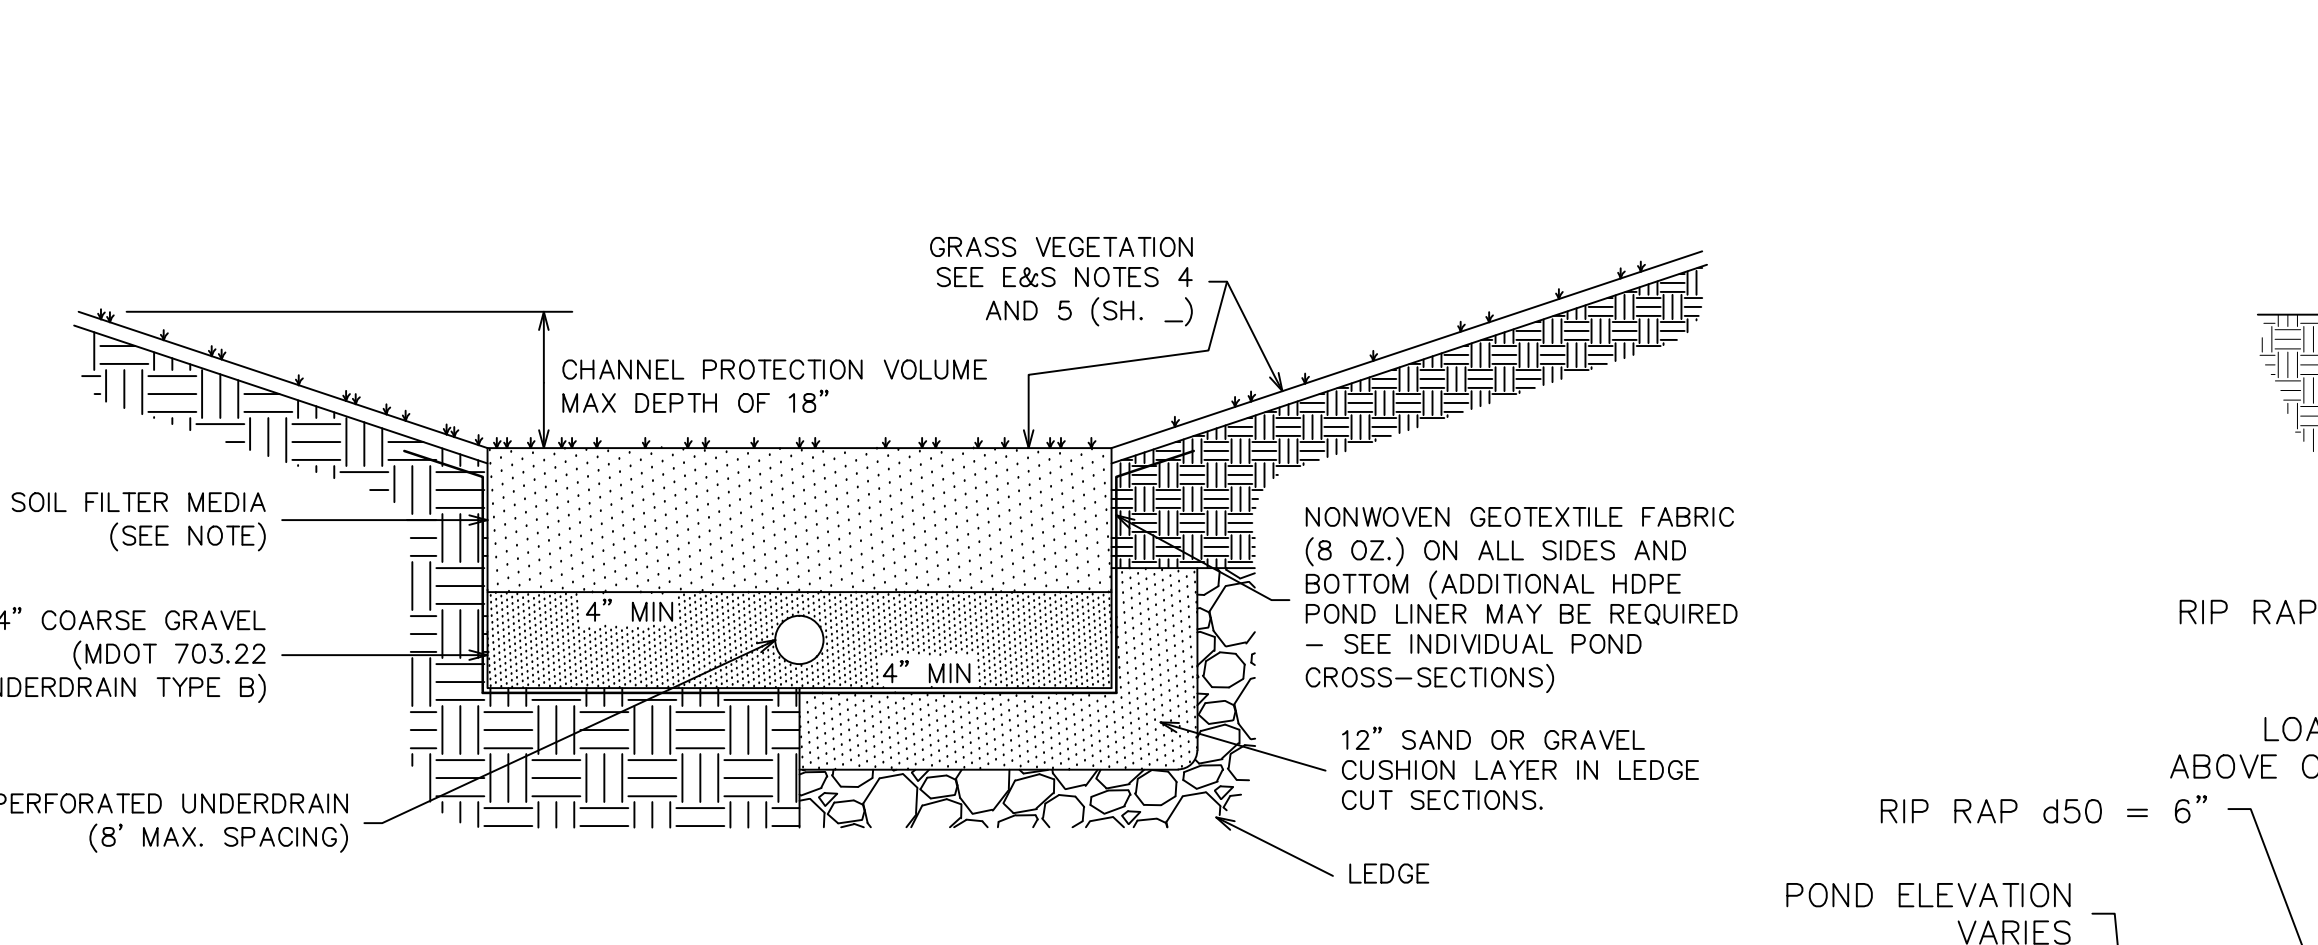 GRASS VEGETATION
SEE E&S NOTES 4
AND 5 (SH. _)
CHANNEL PROTECTION VOLUME
MAX DEPTH OF 18"
SOIL FILTER MEDIA
(SEE NOTE)
4" COARSE GRAVEL
(MDOT 703.22
TYPE B)
PERFORATED UNDERDRAIN
(8' MAX. SPACING)
4" MIN
4" MIN
NONWOVEN GEOTEXTILE FABRIC
(8 OZ.) ON ALL SIDES AND
BOTTOM (ADDITIONAL HDPE
POND LINER MAY BE REQUIRED
– SEE INDIVIDUAL POND
CROSS–SECTIONS)
12" SAND OR GRAVEL
CUSHION LAYER IN LEDGE
CUT SECTIONS.
LEDGE
RIP RAP
ABOVE
RIP RAP d50 = 6"
POND ELEVATION
VARIES